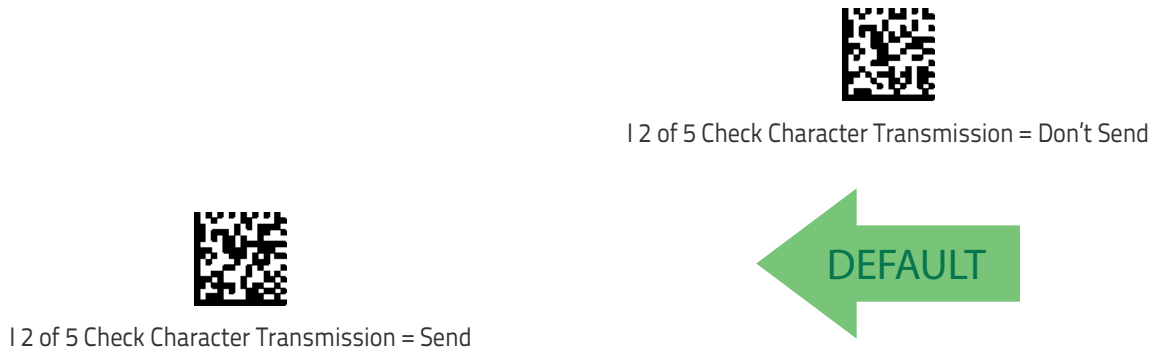 I 2 of 5 Check Character Transmission = Don't Send
DEFAULT
I 2 of 5 Check Character Transmission = Send